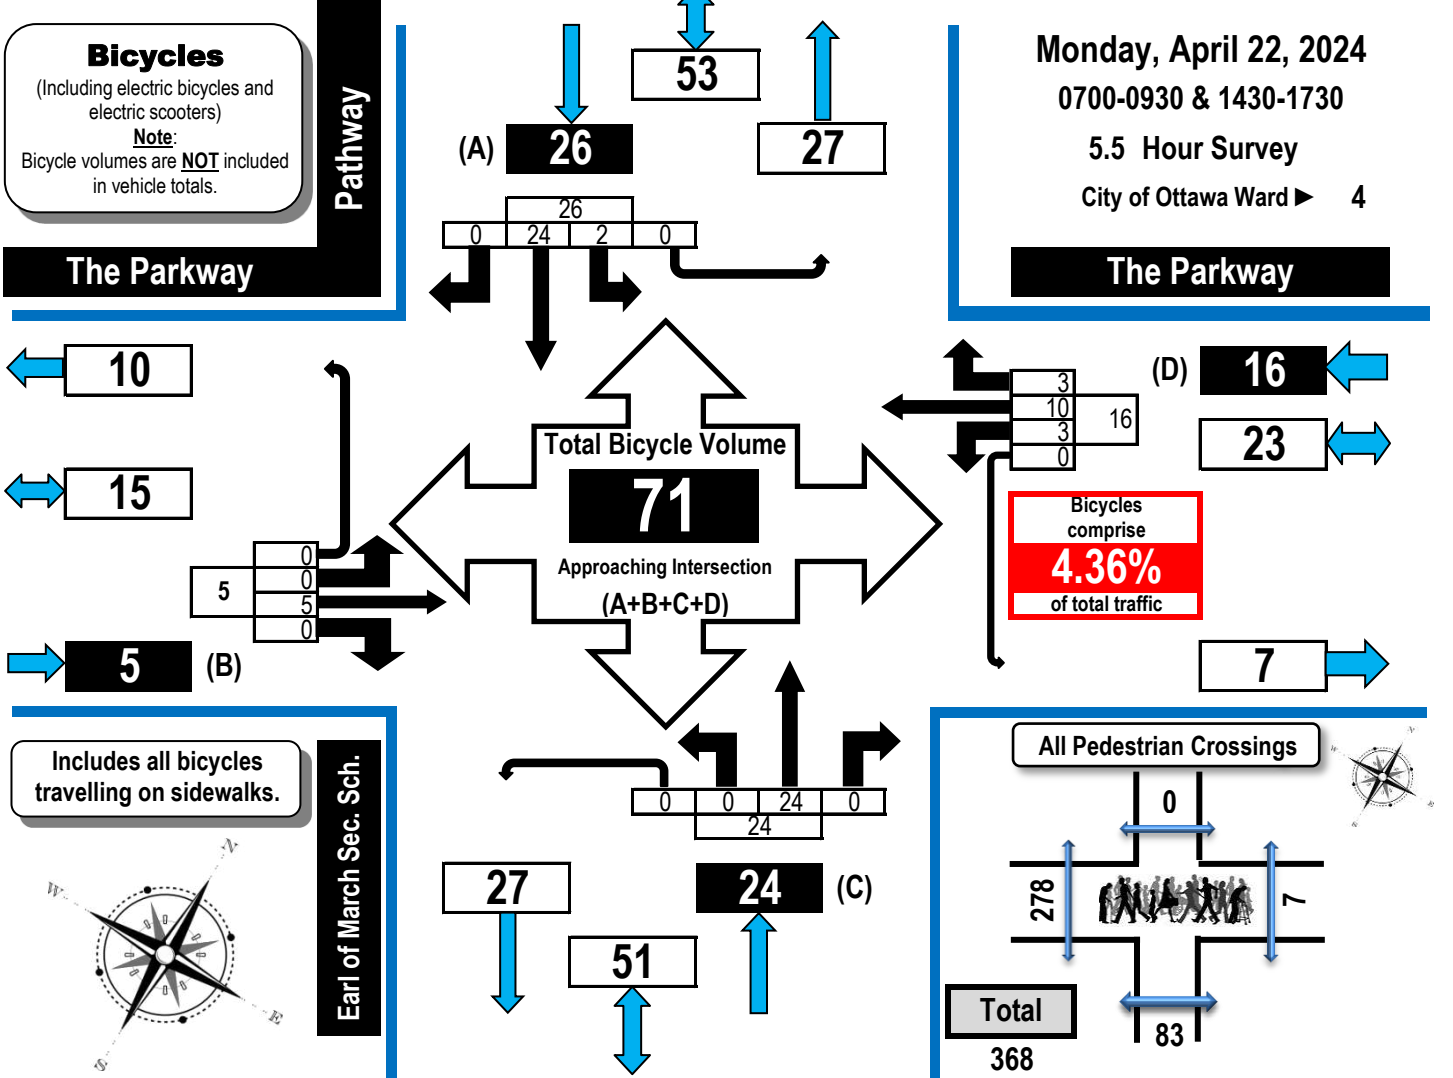 Bicycles
(Including electric bicycles and
electric scooters)
Note:
Bicycle volumes are NOT included
in vehicle totals.
Pathway
The Parkway
53
(A)
26
27
26
0 24 2 0
Monday, April 22, 2024
0700-0930 & 1430-1730
5.5 Hour Survey
City of Ottawa Ward ► 4
The Parkway
10
15
0
0
5
0
5
5
(B)
Total Bicycle Volume
71
Approaching Intersection
(A+B+C+D)
3
10
3
0
16
(D)
16
23
Bicycles
comprise
4.36%
of total traffic
7
Includes all bicycles
travelling on sidewalks.
Earl of March Sec. Sch.
N
W
E
S
0 0 24 0
24
27
24
(C)
51
All Pedestrian Crossings
N
W
E
S
0
278
7
83
Total
368